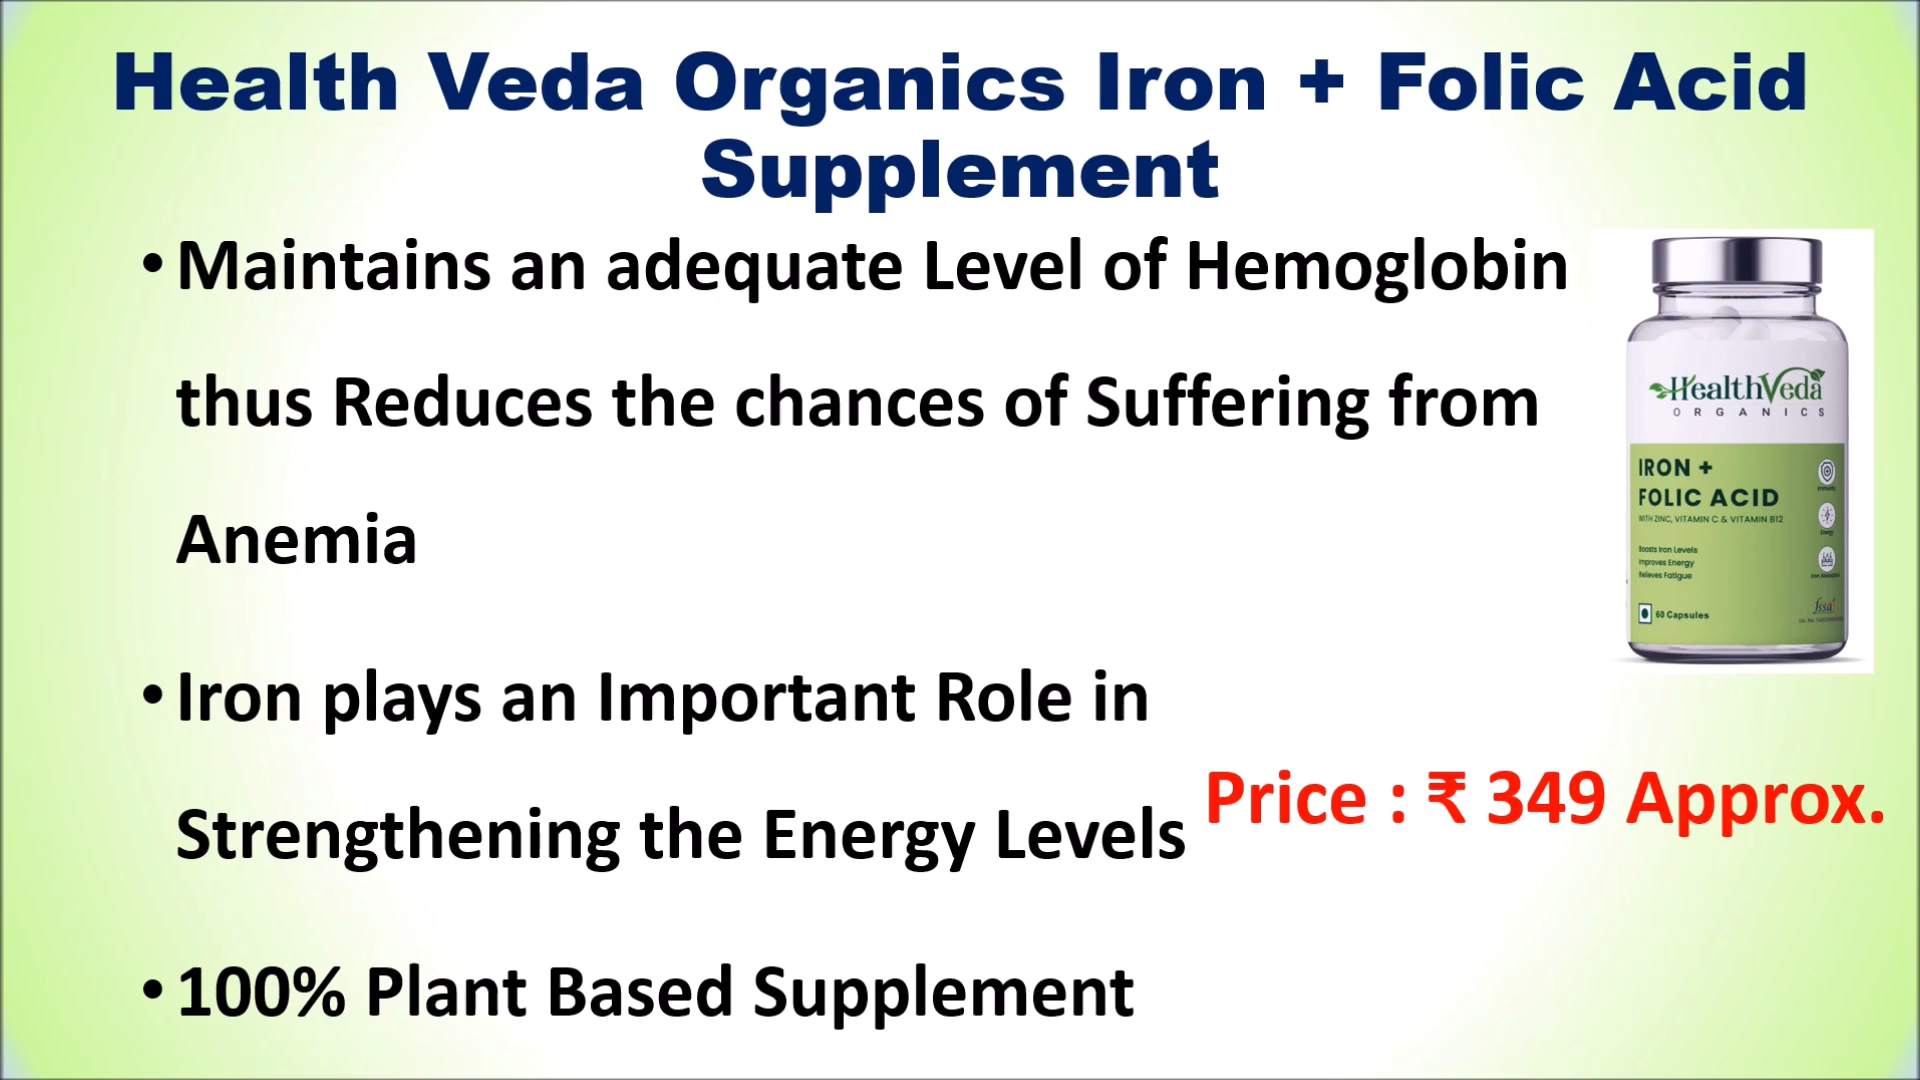 Health Veda Organics Iron + Folic Acid
Supplement
• Maintains an adequate Level of Hemoglobin
thus Reduces the chances of Suffering from
Anemia
• Iron plays an Important Role in
Strengthening the Energy Levels
• 100% Plant Based Supplement
Price : ₹ 349 Approx.
HealthVeda
ORGANICS
IRON +
FOLIC ACID
WITH ZINC, VITAMIN C & VITAMIN B12
Boosts Iron Levels
Improves Energy
Relieves Fatigue
60 Capsules
Immunity
Energy
fssai